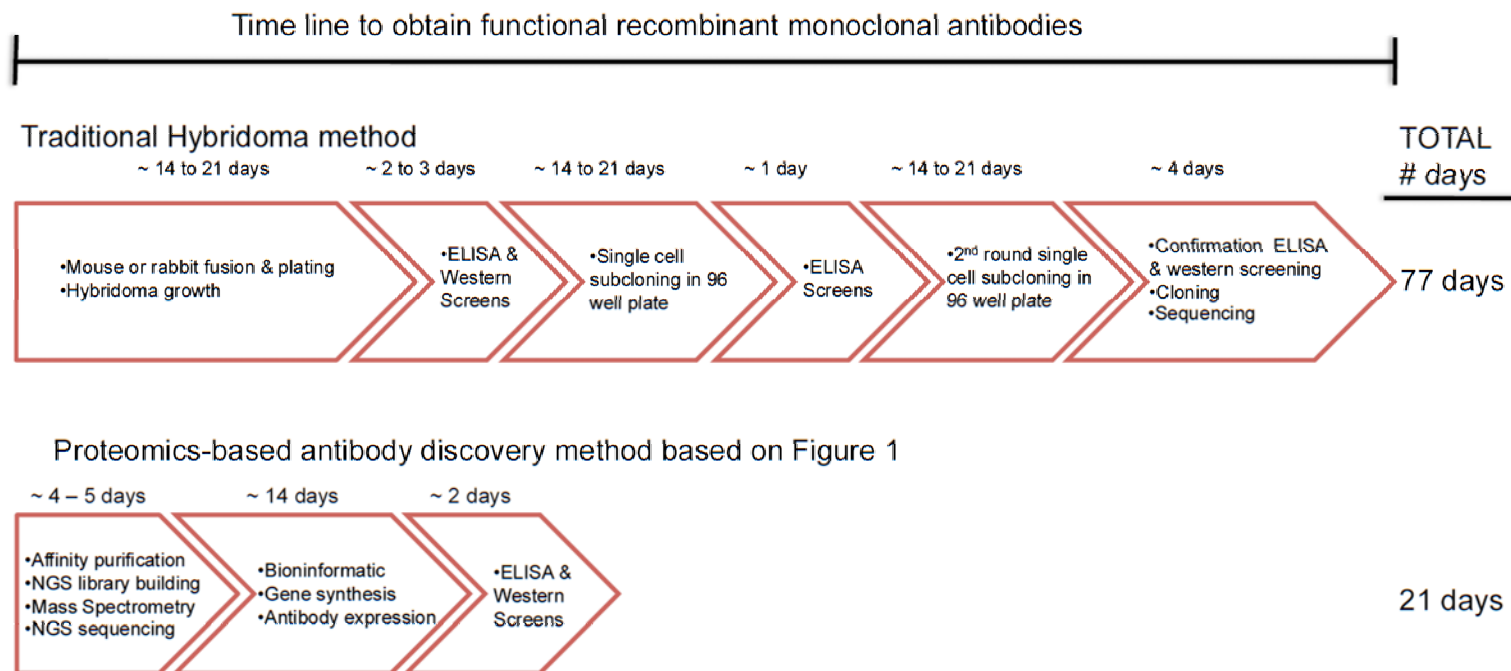 Time line to obtain functional recombinant monoclonal antibodies
Traditional Hybridoma method
TOTAL
# days
~ 14 to 21 days
~ 2 to 3 days
~ 14 to 21 days
~ 1 day
~ 14 to 21 days
~ 4 days
•Mouse or rabbit fusion & plating
•Hybridoma growth
•ELISA &
Western
Screens
•Single cell
subcloning in 96
well plate
•ELISA
Screens
•2nd round single
cell subcloning in
96 well plate
•Confirmation ELISA
& western screening
•Cloning
•Sequencing
77 days
Proteomics-based antibody discovery method based on Figure 1
~ 4 – 5 days
~ 14 days
~ 2 days
•Affinity purification
•NGS library building
•Mass Spectrometry
•NGS sequencing
•Bioninformatic
•Gene synthesis
•Antibody expression
•ELISA &
Western
Screens
21 days